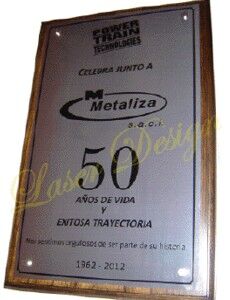 POWER
TRAIN
TECHNOLOGIES
CELEBRA JUNTO A
M
Metaliza
s.a.c.i.
50
AÑOS DE VIDA
Y
EXITOSA TRAYECTORIA
Nos sentimos orgullosos de ser parte de su historia
1962 - 2012
Laser Design